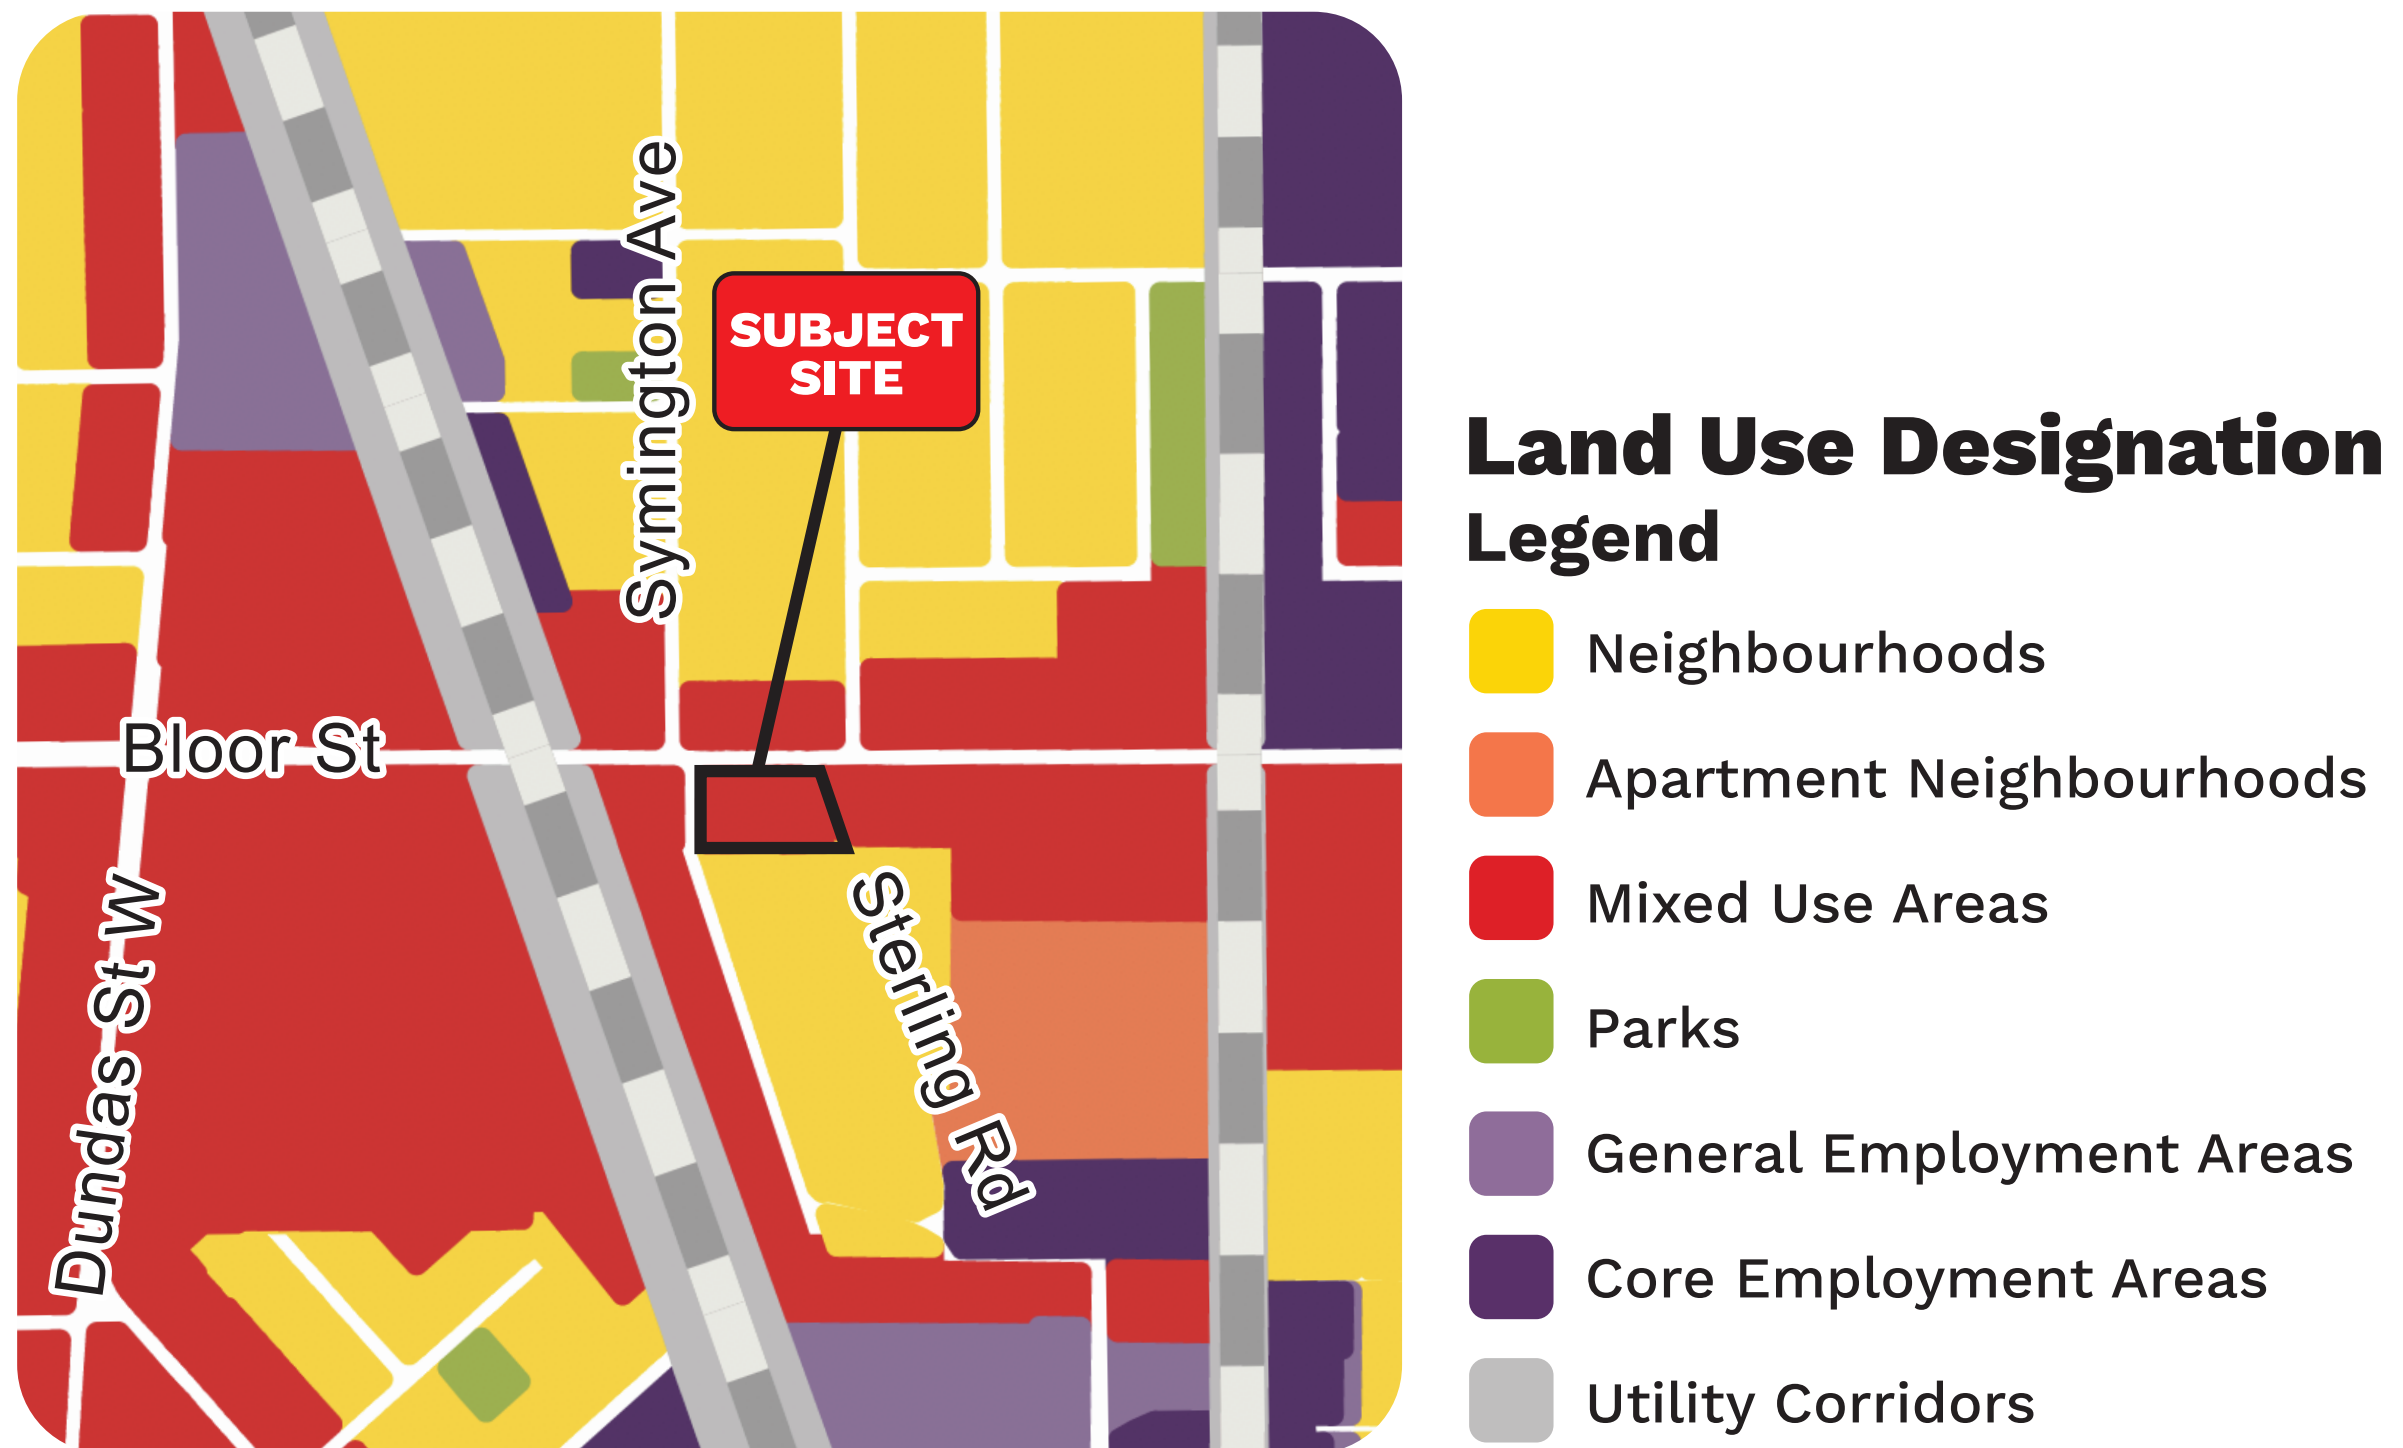 Symington Ave
SUBJECT
SITE
Bloor St
Dundas St W
Sterling Rd
Land Use Designation
Legend
Neighbourhoods
Apartment Neighbourhoods
Mixed Use Areas
Parks
General Employment Areas
Core Employment Areas
Utility Corridors